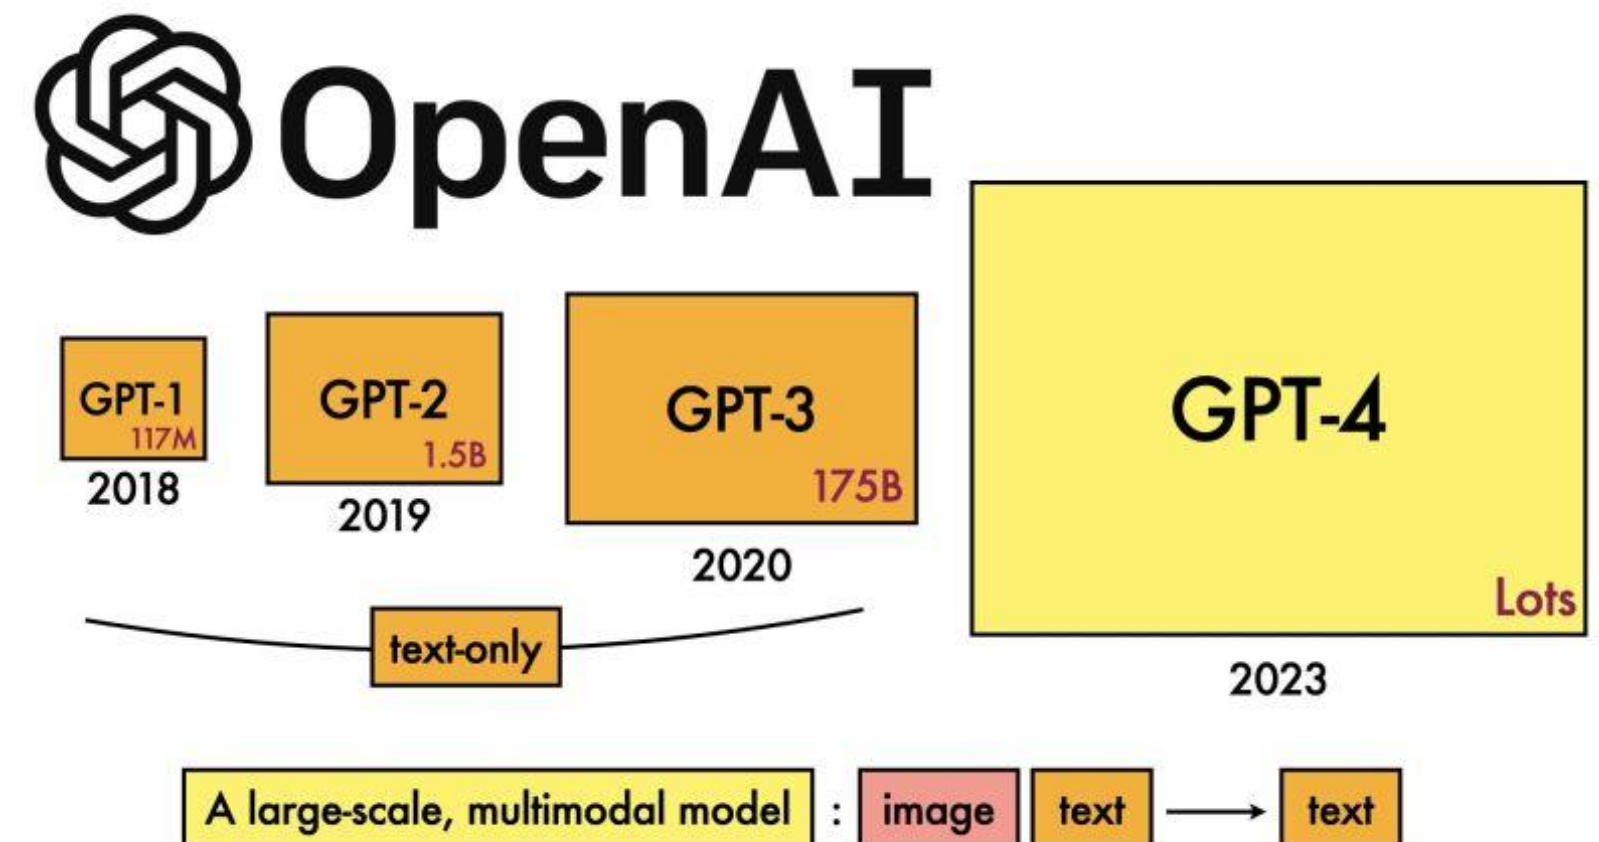 OpenAI
GPT-1
117M
2018
GPT-2
1.5B
2019
GPT-3
175B
2020
text-only
GPT-4
Lots
2023
A large-scale, multimodal model : image text text